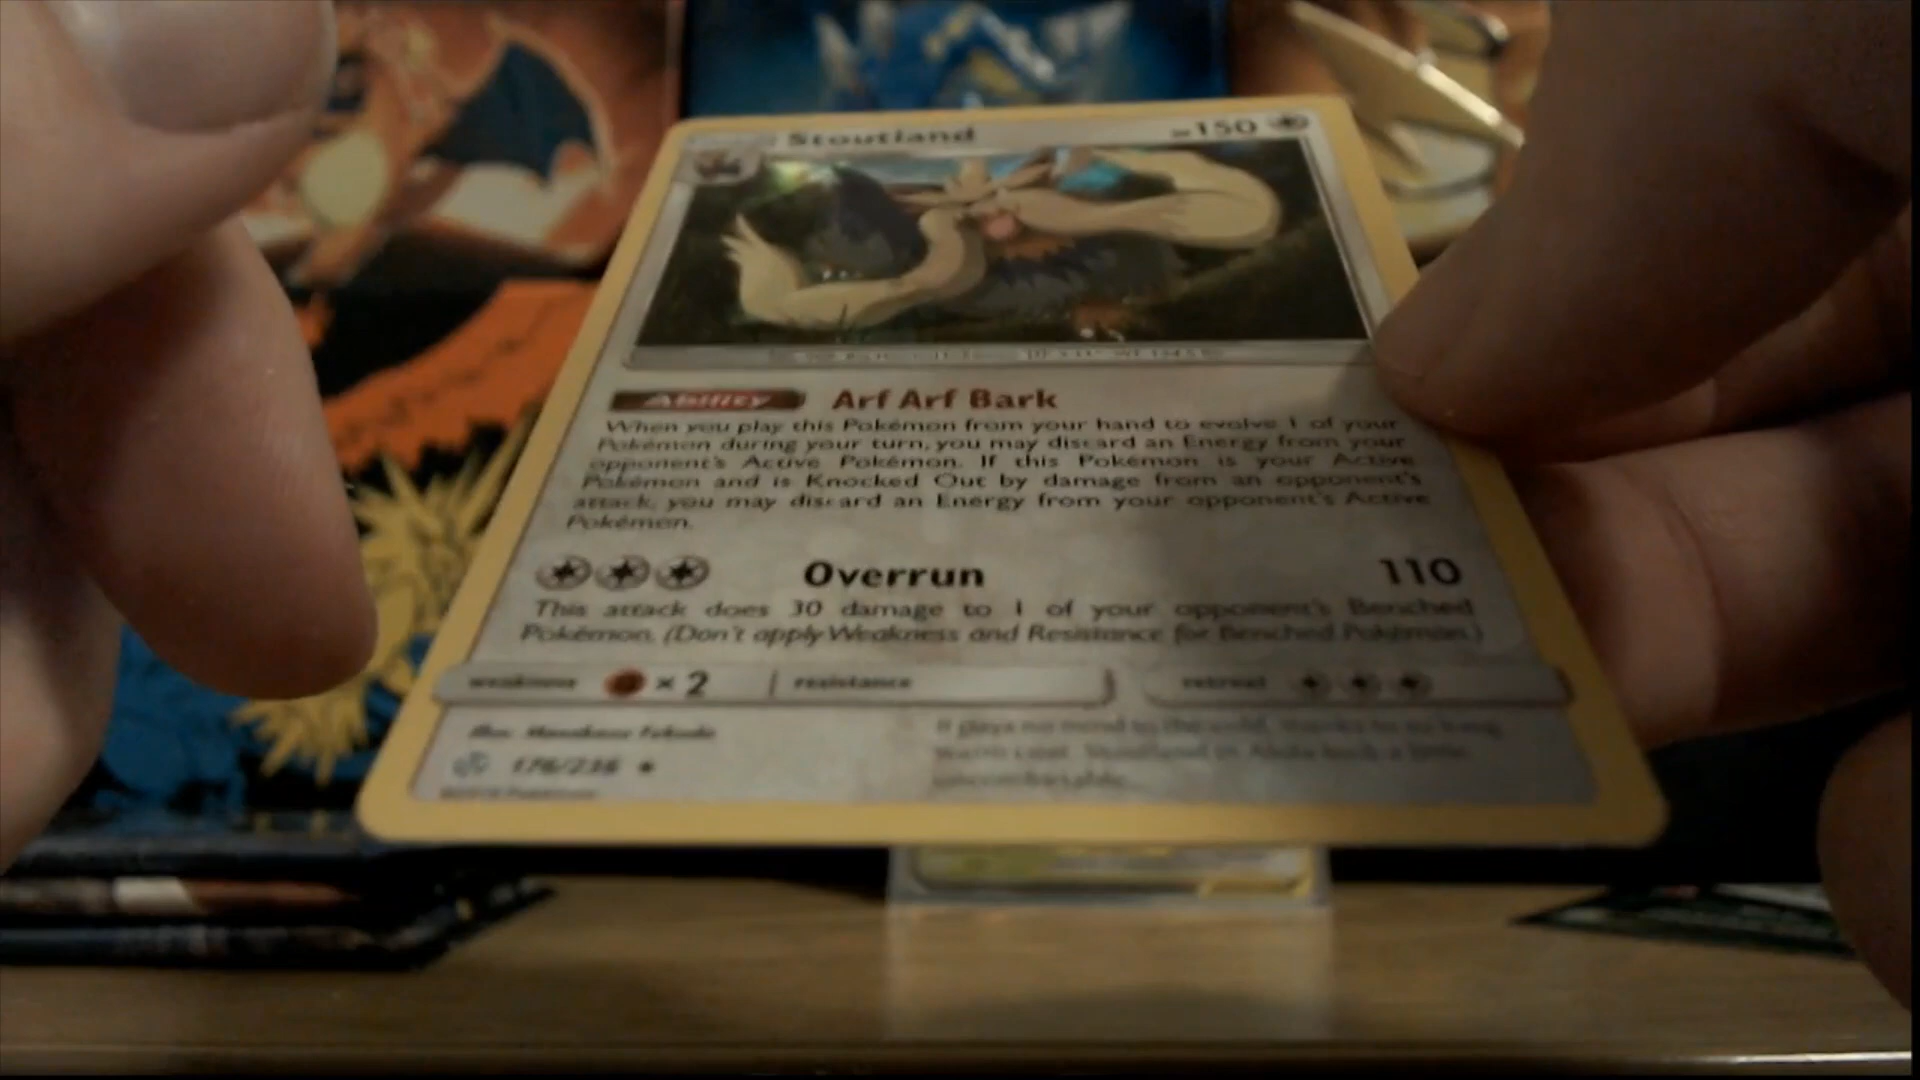 Stoutland 150
Ability Arf Arf Bark
When you play this Pokémon from your hand to evolve 1 of your
Pokémon during your turn, you may discard an Energy from your
opponent's Active Pokémon. If this Pokémon is your Active
Pokémon and is Knocked Out by damage from an opponent's
attack, you may discard an Energy from your opponent's Active
Pokémon.
Overrun 110
This attack does 30 damage to 1 of your opponent's Benched
Pokémon. (Don't apply Weakness and Resistance for Benched Pokémon.)
weakness × 2 resistance retreat
176/236